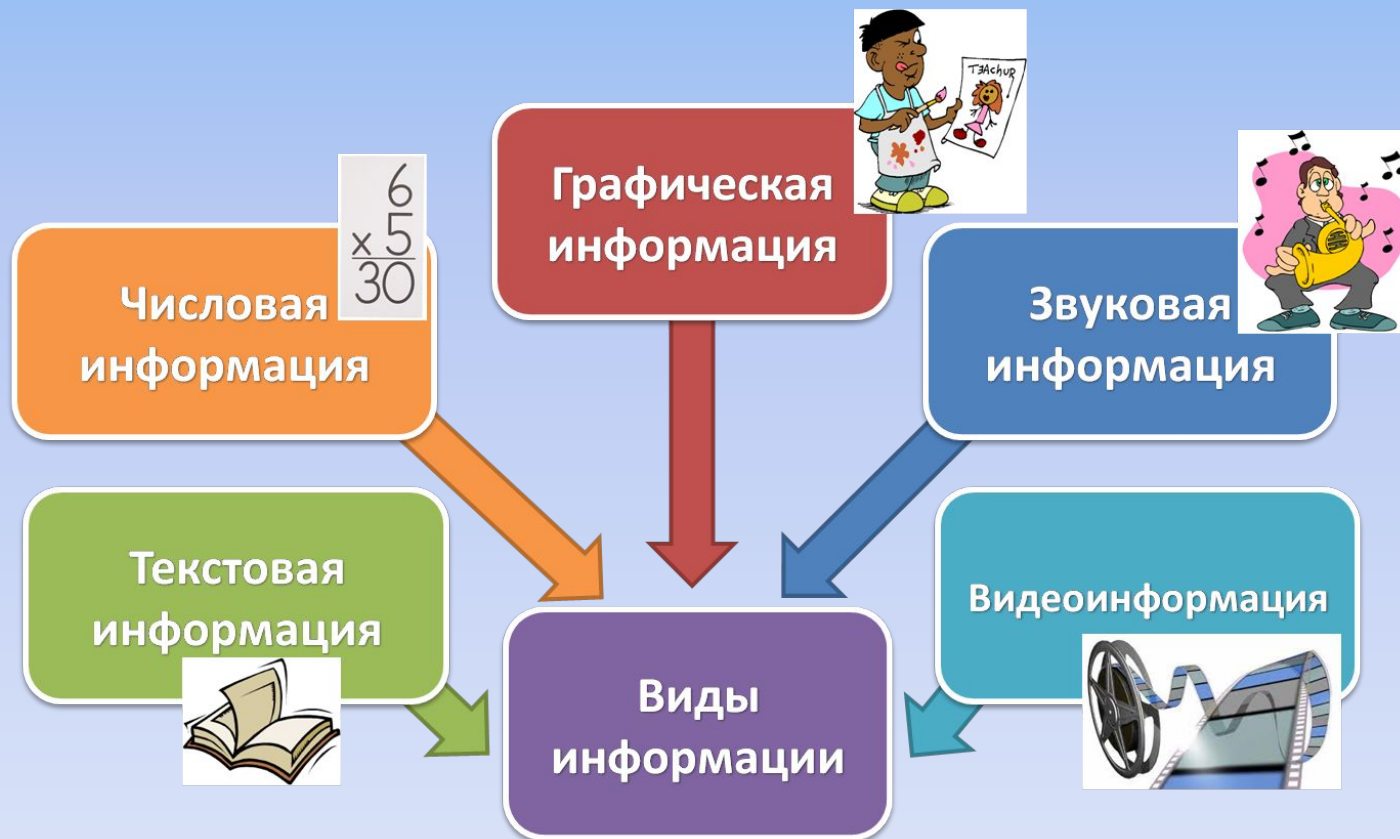 TEAchUR
Графическая
информация
6
x 5
30
Числовая
информация
Звуковая
информация
Текстовая
информация
Видеоинформация
Виды
информации